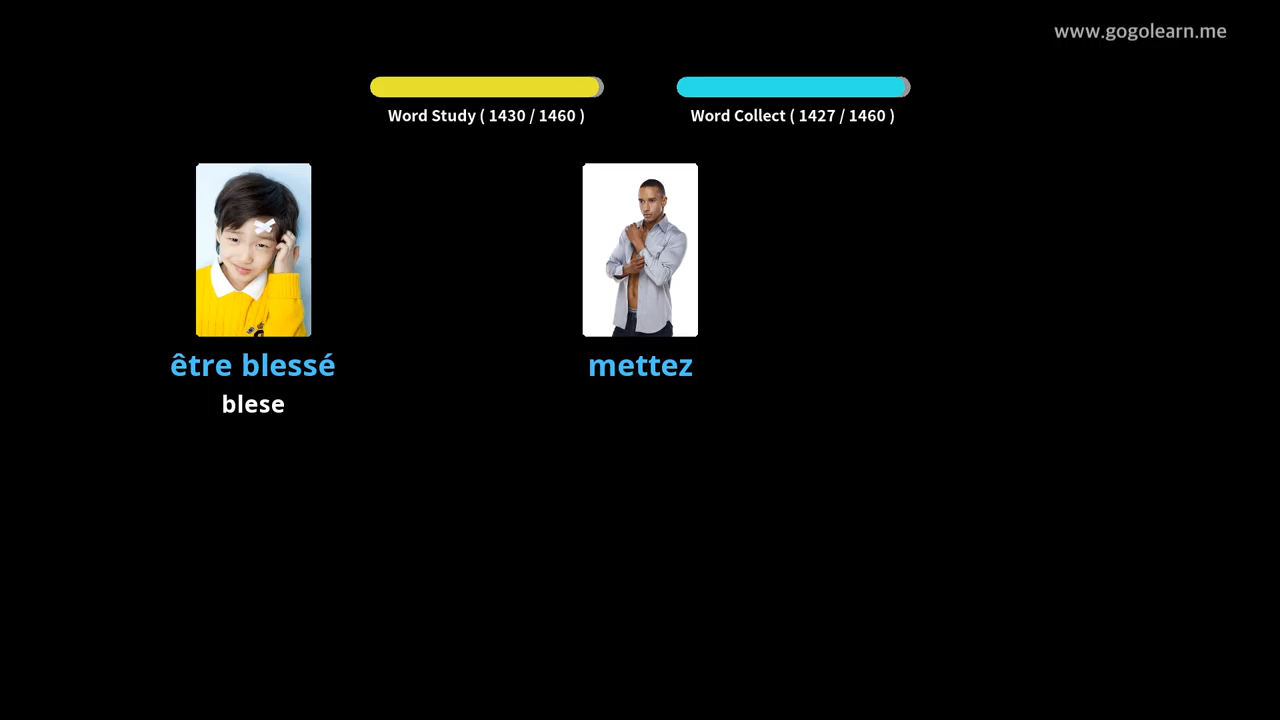 www.gogolearn.me
Word Study ( 1430 / 1460 )
Word Collect ( 1427 / 1460 )
être blessé
mettez
blese